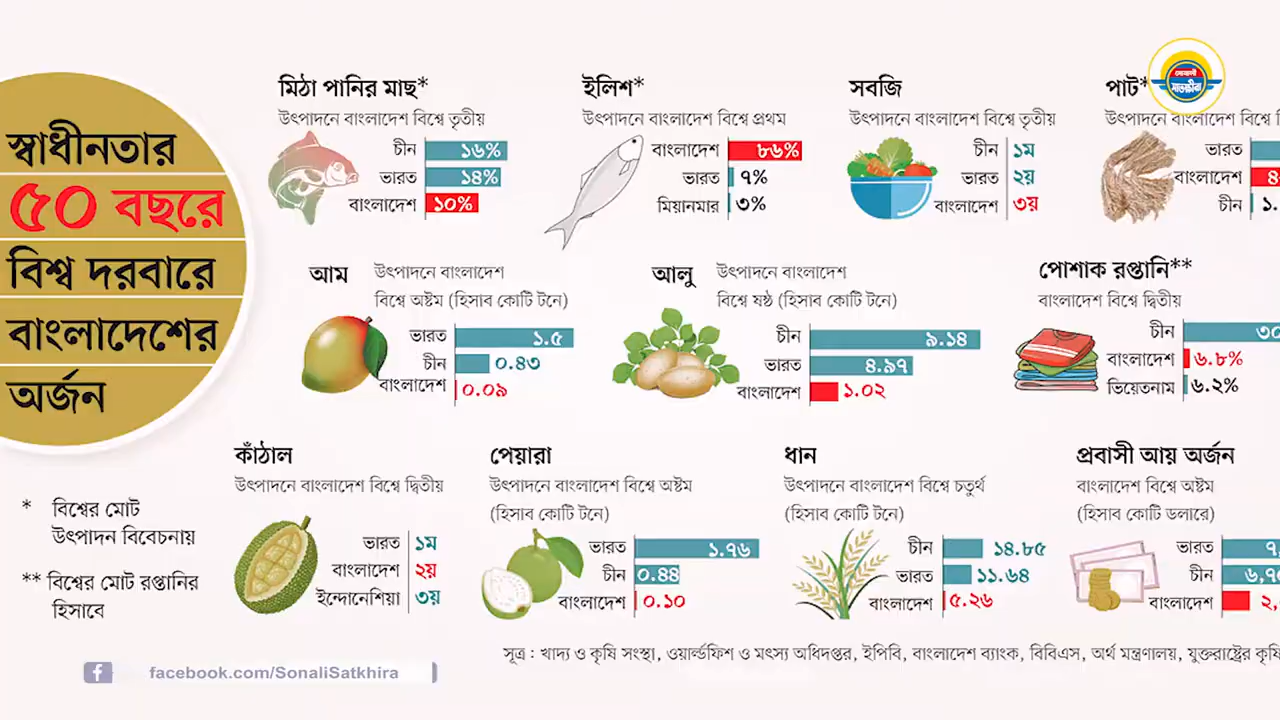 স্বাধীনতার
৫০ বছরে
বিশ্ব দরবারে
বাংলাদেশের
অর্জন
* বিশ্বের মোট
উৎপাদন বিবেচনায়
** বিশ্বের মোট রপ্তানির
হিসাবে
মিঠা পানির মাছ*
উৎপাদনে বাংলাদেশ বিশ্বে তৃতীয়
চীন ১৬%
ভারত ১৪%
বাংলাদেশ ১০%
ইলিশ*
উৎপাদনে বাংলাদেশ বিশ্বে প্রথম
বাংলাদেশ ৮৬%
ভারত ৭%
মিয়ানমার ৩%
সবজি
উৎপাদনে বাংলাদেশ বিশ্বে তৃতীয়
চীন ১ম
ভারত ২য়
বাংলাদেশ ৩য়
পাট*
উৎপাদনে বাংলাদেশ বিশ্বে
ভারত
বাংলাদেশ
চীন
সোনালী
সাতক্ষীরা
আম
উৎপাদনে বাংলাদেশ
বিশ্বে অষ্টম (হিসাব কোটি টনে)
ভারত ১.৫
চীন ০.৪৩
বাংলাদেশ ০.০৯
আলু
উৎপাদনে বাংলাদেশ
বিশ্বে ষষ্ঠ (হিসাব কোটি টনে)
চীন ৯.১৪
ভারত ৪.৯৭
বাংলাদেশ ১.০২
পোশাক রপ্তানি**
বাংলাদেশ বিশ্বে দ্বিতীয়
চীন ৩০
বাংলাদেশ ৬.৮%
ভিয়েতনাম ৬.২%
কাঁঠাল
উৎপাদনে বাংলাদেশ বিশ্বে দ্বিতীয়
ভারত ১ম
বাংলাদেশ ২য়
ইন্দোনেশিয়া ৩য়
পেয়ারা
উৎপাদনে বাংলাদেশ বিশ্বে অষ্টম
(হিসাব কোটি টনে)
ভারত ১.৭৬
চীন ০.৪৪
বাংলাদেশ ০.১০
ধান
উৎপাদনে বাংলাদেশ বিশ্বে চতুর্থ
(হিসাব কোটি টনে)
চীন ১৪.৮৫
ভারত ১১.৬৪
বাংলাদেশ ৫.২৬
প্রবাসী আয় অর্জন
বাংলাদেশ বিশ্বে অষ্টম
(হিসাব কোটি ডলারে)
ভারত
চীন
বাংলাদেশ
সূত্র : খাদ্য ও কৃষি সংস্থা, ওয়ার্ল্ডফিশ ও মৎস্য অধিদপ্তর, ইপিবি, বাংলাদেশ ব্যাংক, বিবিএস, অর্থ মন্ত্রণালয়, যুক্তরাষ্ট্রের কৃষি
facebook.com/SonaliSatkhira